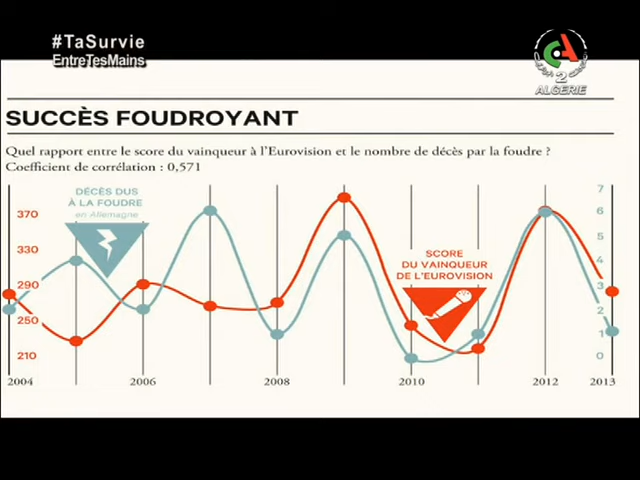 #TaSurvie
EntreTesMains
2
ALGERIE
SUCCÈS FOUDROYANT
Quel rapport entre le score du vainqueur à l'Eurovision et le nombre de décès par la foudre ?
Coefficient de corrélation : 0,571
DÉCÈS DUS
À LA FOUDRE
en Allemagne
SCORE
DU VAINQUEUR
DE L'EUROVISION
370
330
290
250
210
7
6
5
4
3
2
1
0
2004 2006 2008 2010 2012 2013